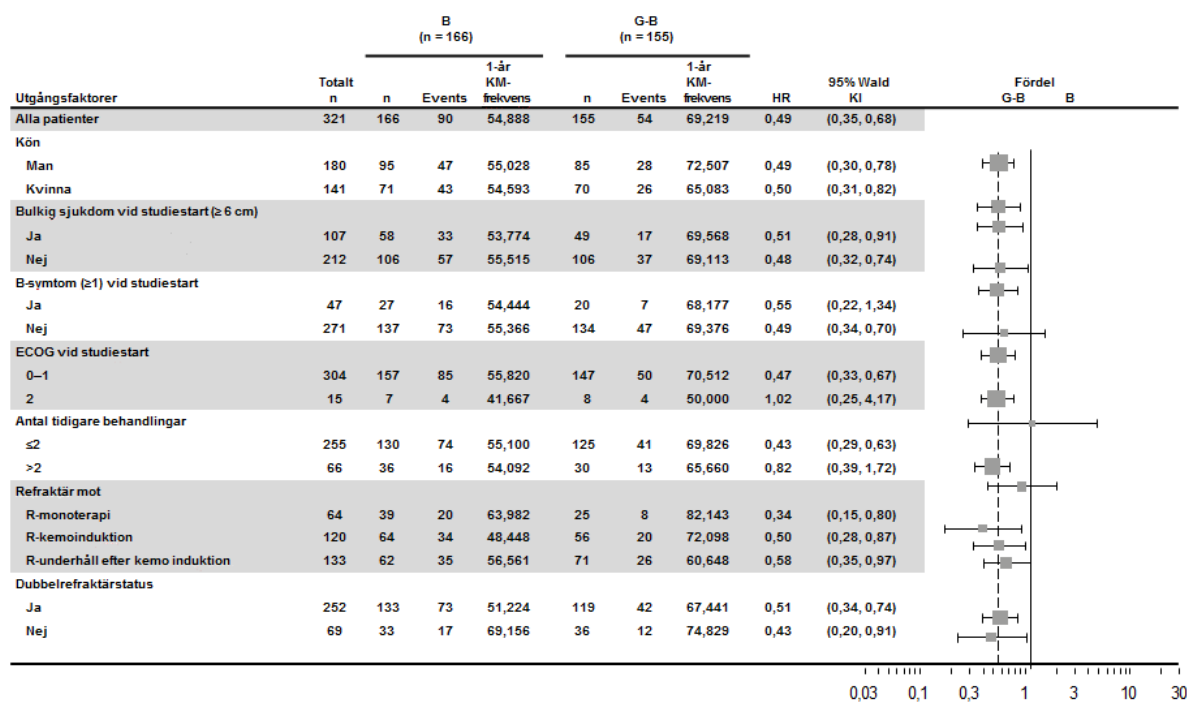 B G-B
(n = 166) (n = 155)
1-år 1-år
Totalt KM- KM- 95% Wald Fördel
Utgångsfaktorer n n Events frekvens n Events frekvens HR KI G-B B
Alla patienter 321 166 90 54,888 155 54 69,219 0,49 (0,35, 0,68)
Kön
Man 180 95 47 55,028 85 28 72,507 0,49 (0,30, 0,78)
Kvinna 141 71 43 54,593 70 26 65,083 0,50 (0,31, 0,82)
Bulkig sjukdom vid studiestart (≥ 6 cm)
Ja 107 58 33 53,774 49 17 69,568 0,51 (0,28, 0,91)
Nej 212 106 57 55,515 106 37 69,113 0,48 (0,32, 0,74)
B-symtom (≥1) vid studiestart
Ja 47 27 16 54,444 20 7 68,177 0,55 (0,22, 1,34)
Nej 271 137 73 55,366 134 47 69,376 0,49 (0,34, 0,70)
ECOG vid studiestart
0–1 304 157 85 55,820 147 50 70,512 0,47 (0,33, 0,67)
2 15 7 4 41,667 8 4 50,000 1,02 (0,25, 4,17)
Antal tidigare behandlingar
≤2 255 130 74 55,100 125 41 69,826 0,43 (0,29, 0,63)
>2 66 36 16 54,092 30 13 65,660 0,82 (0,39, 1,72)
Refraktär mot
R-monoterapi 64 39 20 63,982 25 8 82,143 0,34 (0,15, 0,80)
R-kemoinduktion 120 64 34 48,448 56 20 72,098 0,50 (0,28, 0,87)
R-underhåll efter kemo induktion 133 62 35 56,561 71 26 60,648 0,58 (0,35, 0,97)
Dubbelrefraktärstatus
Ja 252 133 73 51,224 119 42 67,441 0,51 (0,34, 0,74)
Nej 69 33 17 69,156 36 12 74,829 0,43 (0,20, 0,91)
0,03 0,1 0,3 1 3 10 30